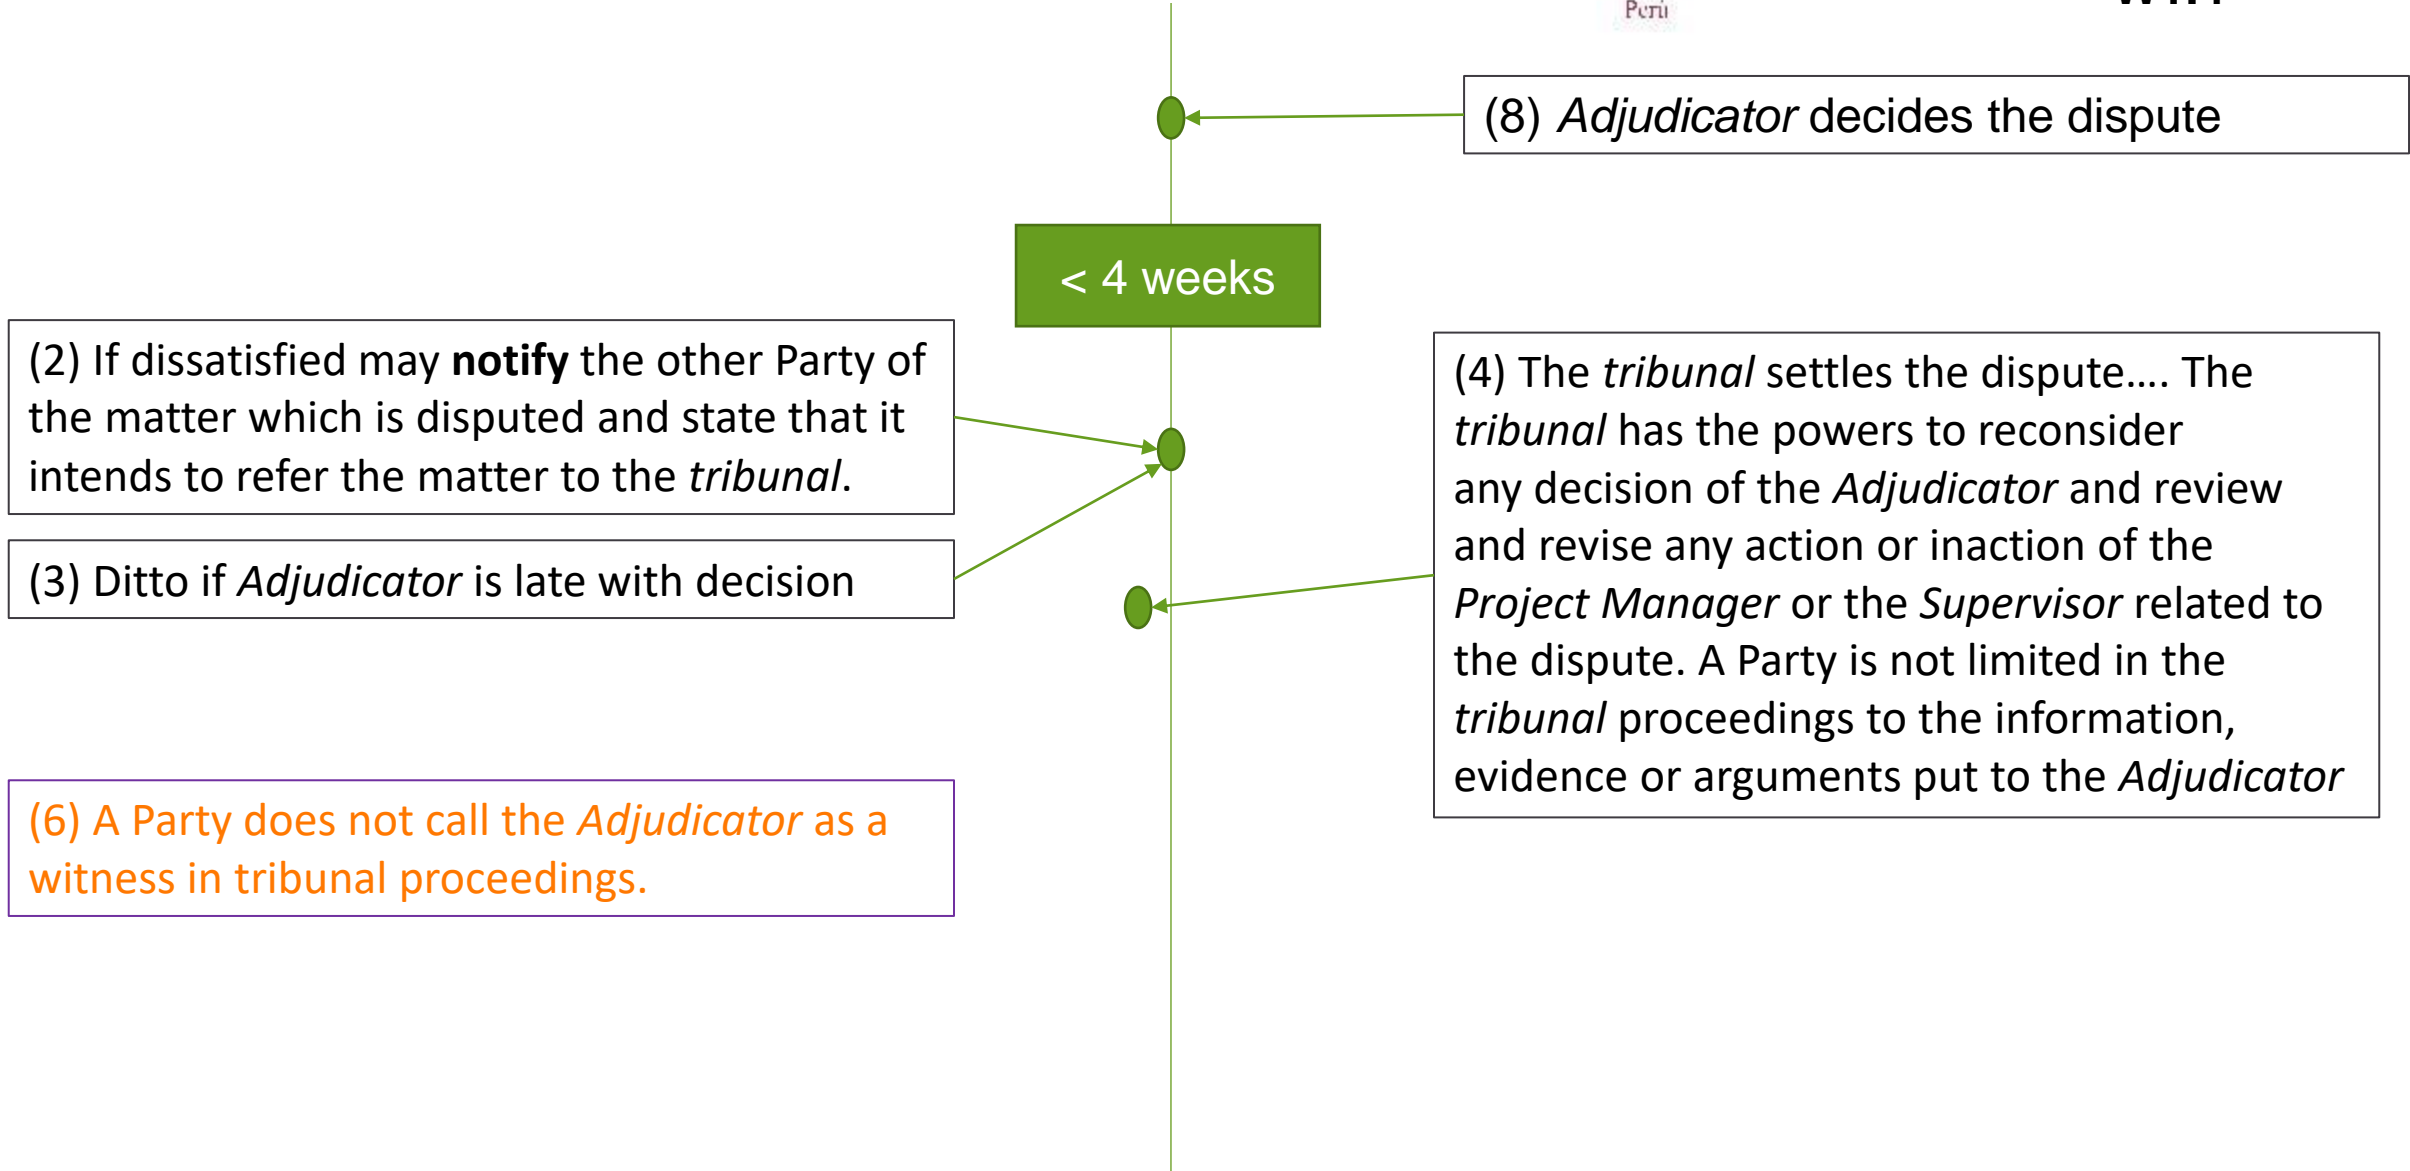 Perú
(8) Adjudicator decides the dispute
< 4 weeks
(2) If dissatisfied may notify the other Party of
the matter which is disputed and state that it
intends to refer the matter to the tribunal.
(3) Ditto if Adjudicator is late with decision
(4) The tribunal settles the dispute.... The
tribunal has the powers to reconsider
any decision of the Adjudicator and review
and revise any action or inaction of the
Project Manager or the Supervisor related to
the dispute. A Party is not limited in the
tribunal proceedings to the information,
evidence or arguments put to the Adjudicator
(6) A Party does not call the Adjudicator as a
witness in tribunal proceedings.